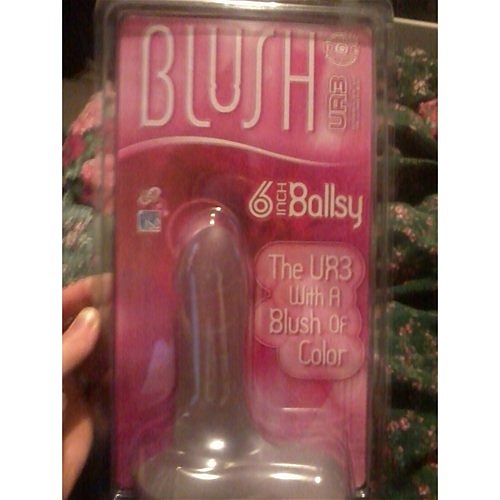 BLUSH
UR3
6 INCH Ballsy
The UR3
With A
Blush Of
Color